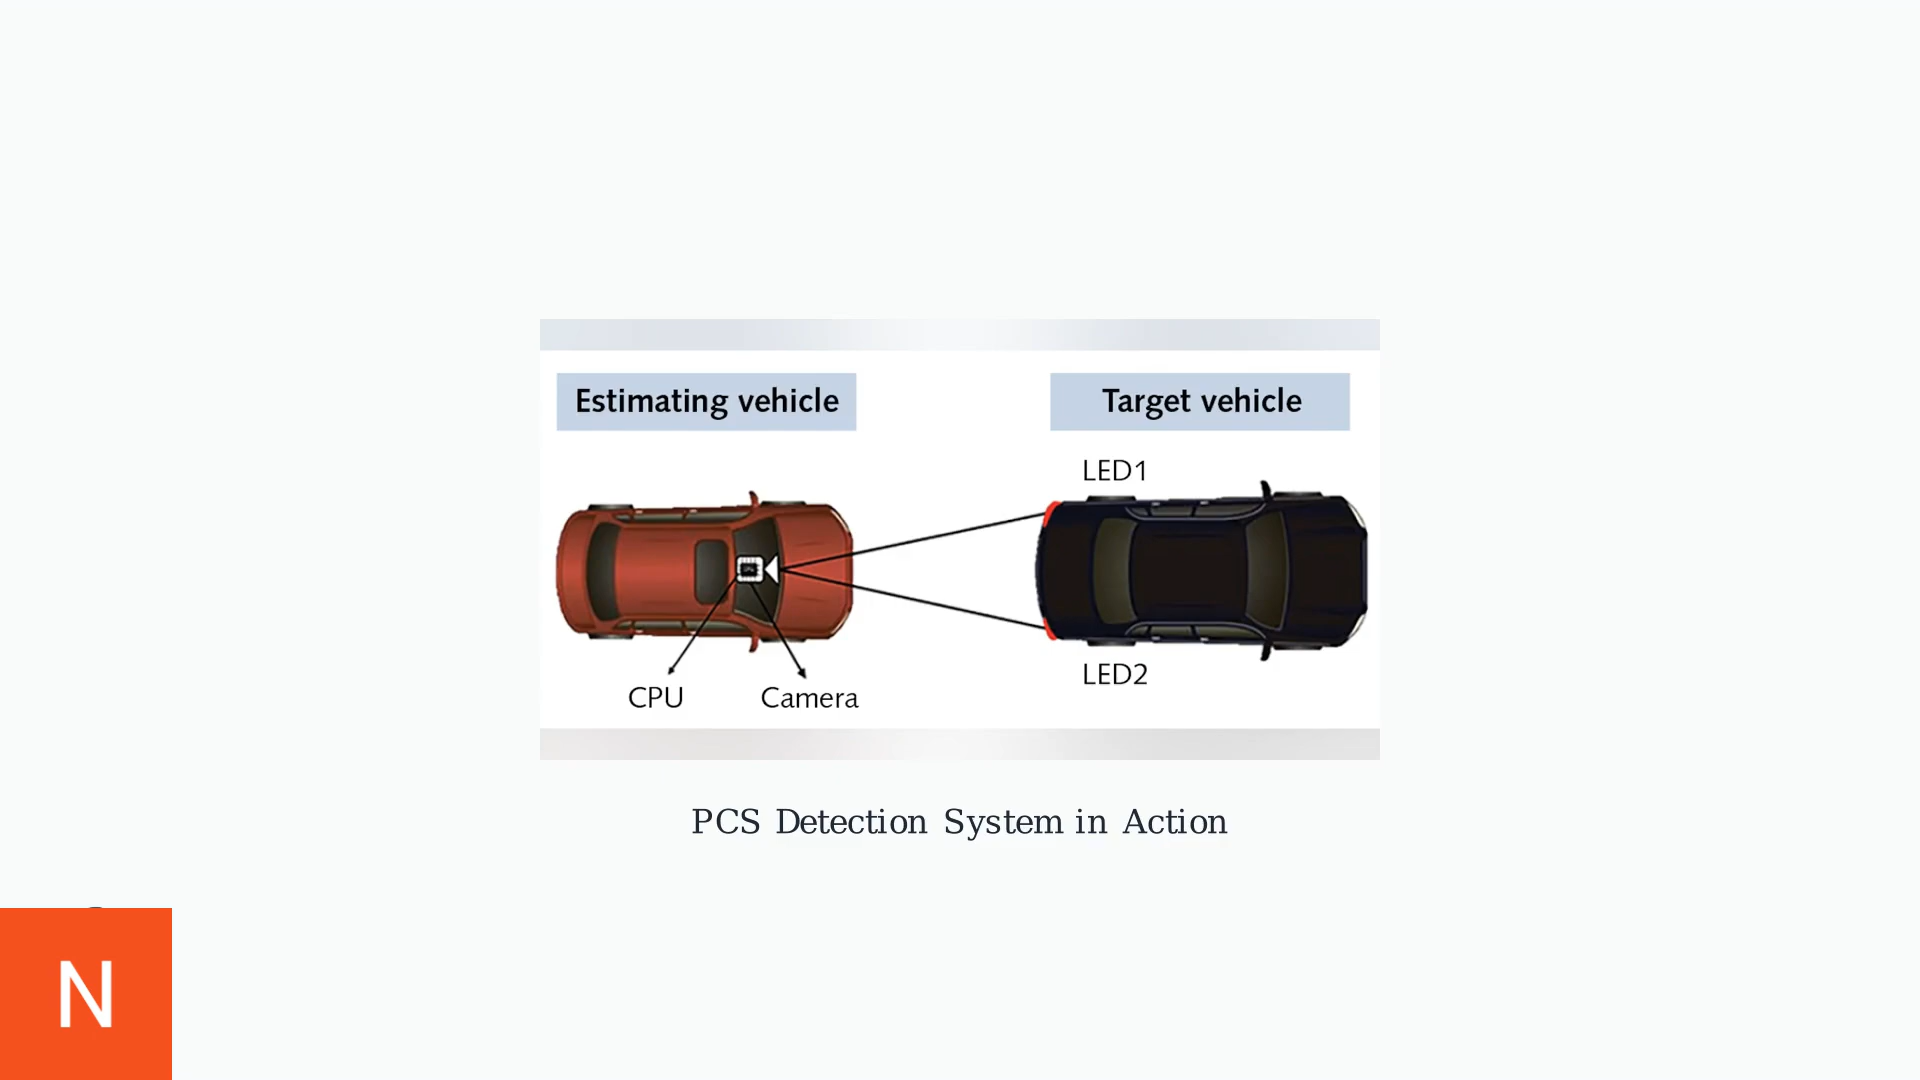 Estimating vehicle
Target vehicle
LED1
LED2
CPU
Camera
PCS Detection System in Action
N